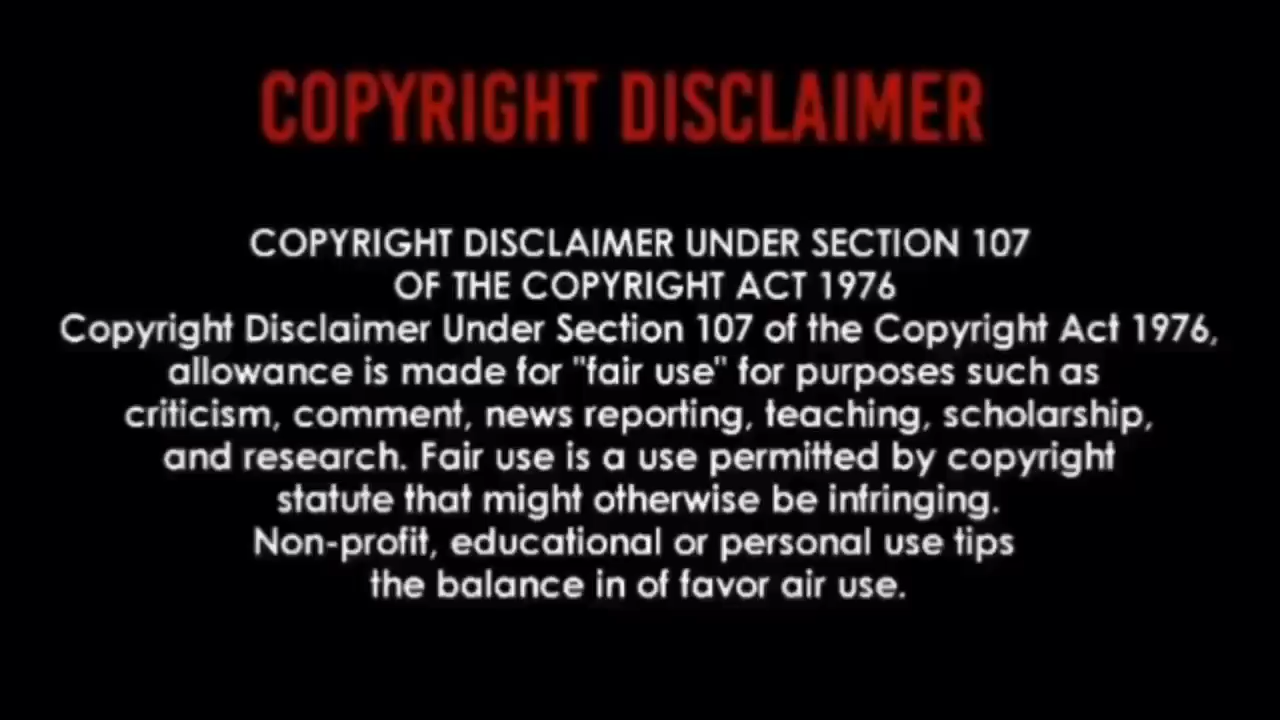 COPYRIGHT DISCLAIMER
COPYRIGHT DISCLAIMER UNDER SECTION 107
OF THE COPYRIGHT ACT 1976
Copyright Disclaimer Under Section 107 of the Copyright Act 1976,
allowance is made for "fair use" for purposes such as
criticism, comment, news reporting, teaching, scholarship,
and research. Fair use is a use permitted by copyright
statute that might otherwise be infringing.
Non-profit, educational or personal use tips
the balance in of favor air use.